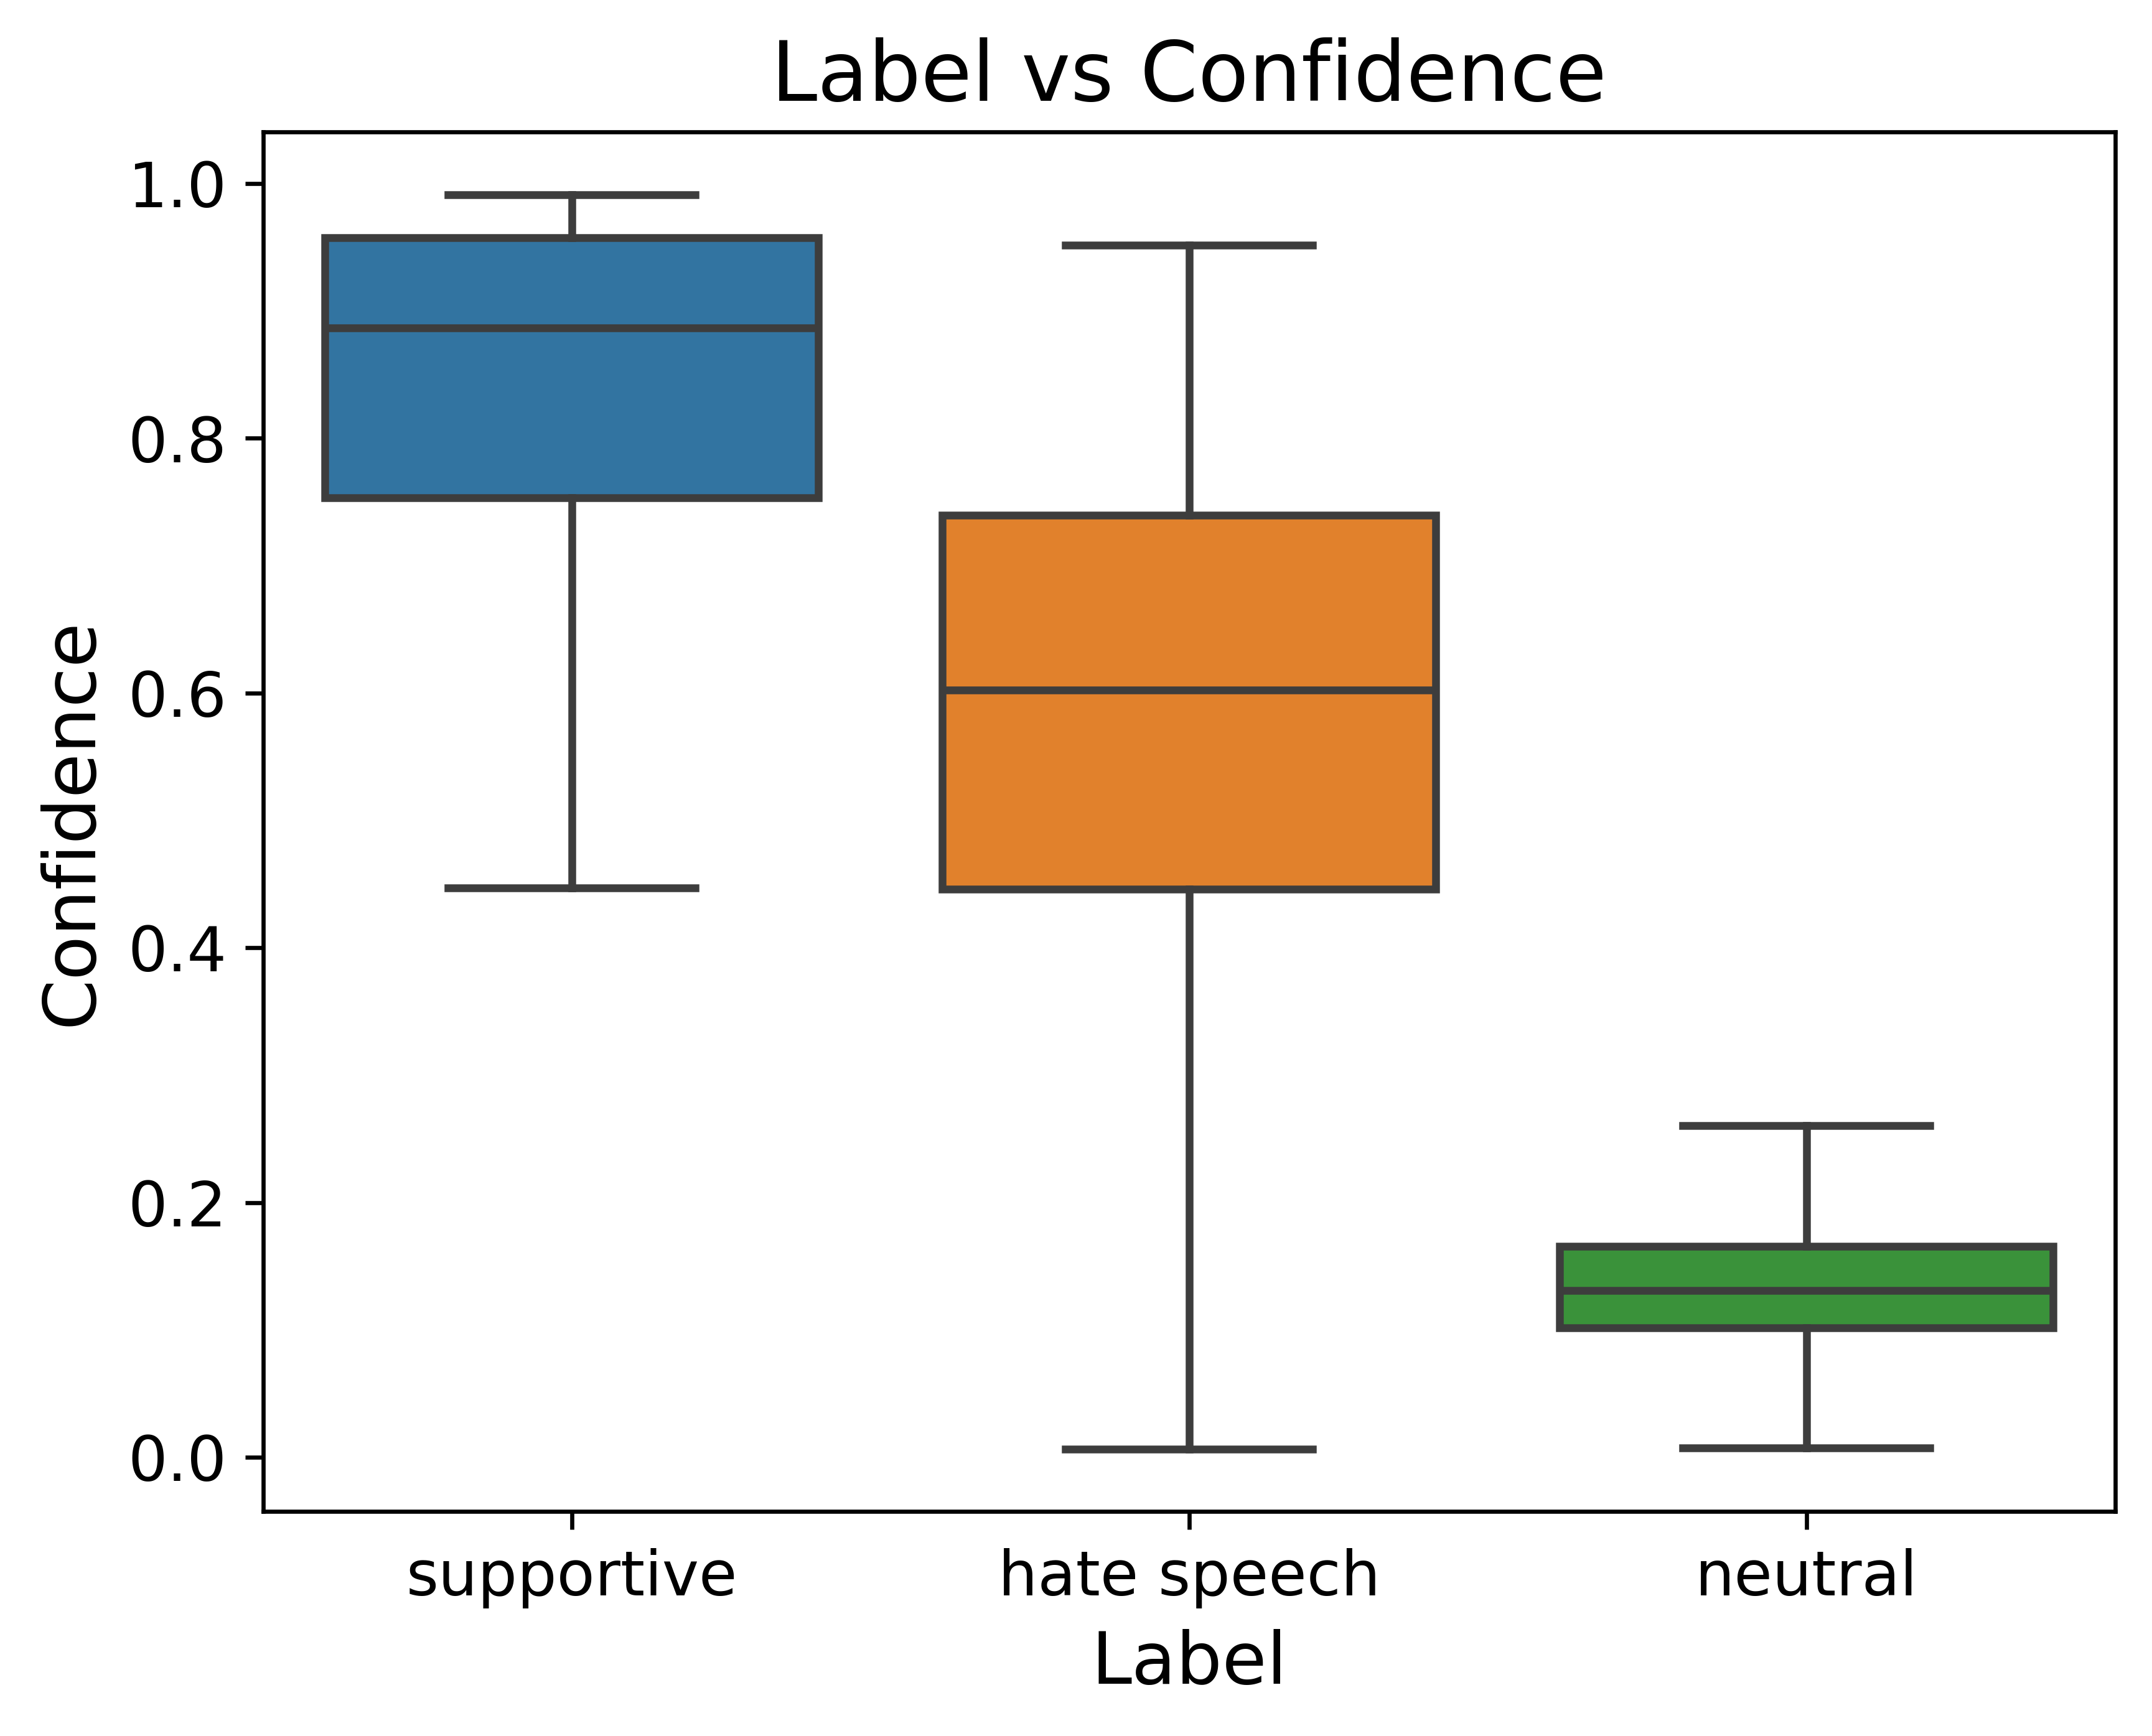 Label vs Confidence
1.0
0.8
0.6
0.4
0.2
0.0
Confidence
supportive
hate speech
neutral
Label